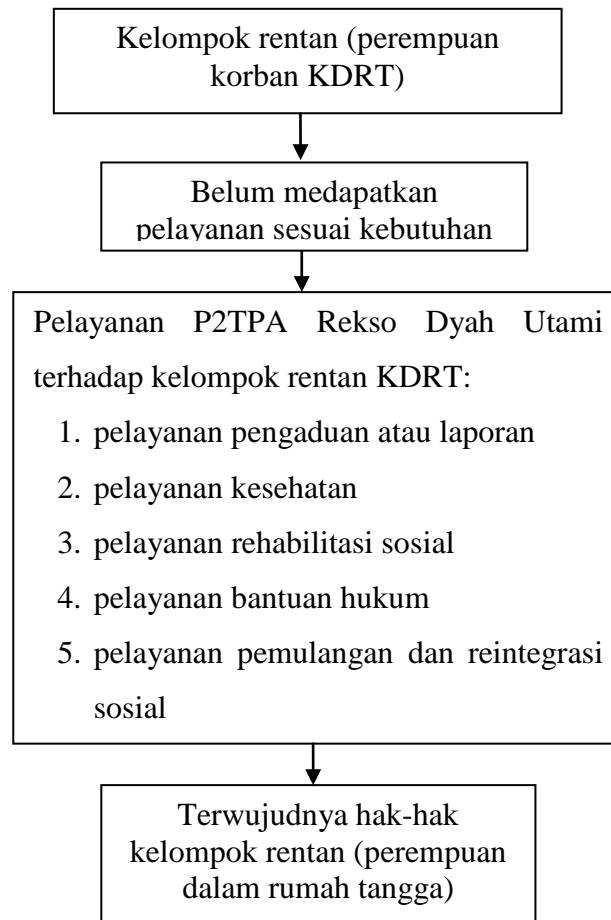 Kelompok rentan (perempuan
korban KDRT)
Belum medapatkan
pelayanan sesuai kebutuhan
Pelayanan P2TPA Rekso Dyah Utami
terhadap kelompok rentan KDRT:
1. pelayanan pengaduan atau laporan
2. pelayanan kesehatan
3. pelayanan rehabilitasi sosial
4. pelayanan bantuan hukum
5. pelayanan pemulangan dan reintegrasi
sosial
Terwujudnya hak-hak
kelompok rentan (perempuan
dalam rumah tangga)